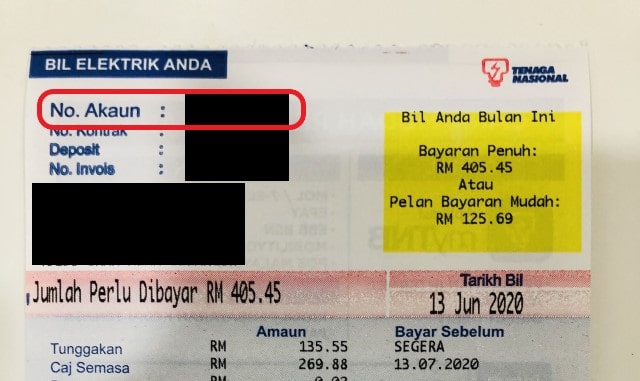 BIL ELEKTRIK ANDA
TENAGA
NASIONAL
No. Akaun :
No. Kontrak :
Deposit :
No. Invois :
Bil Anda Bulan Ini
Bayaran Penuh:
RM 405.45
Atau
Pelan Bayaran Mudah:
RM 125.69
Jumlah Perlu Dibayar RM 405.45
Tarikh Bil
13 Jun 2020
Amaun Bayar Sebelum
Tunggakan RM 135.55 SEGERA
Caj Semasa RM 269.88 13.07.2020